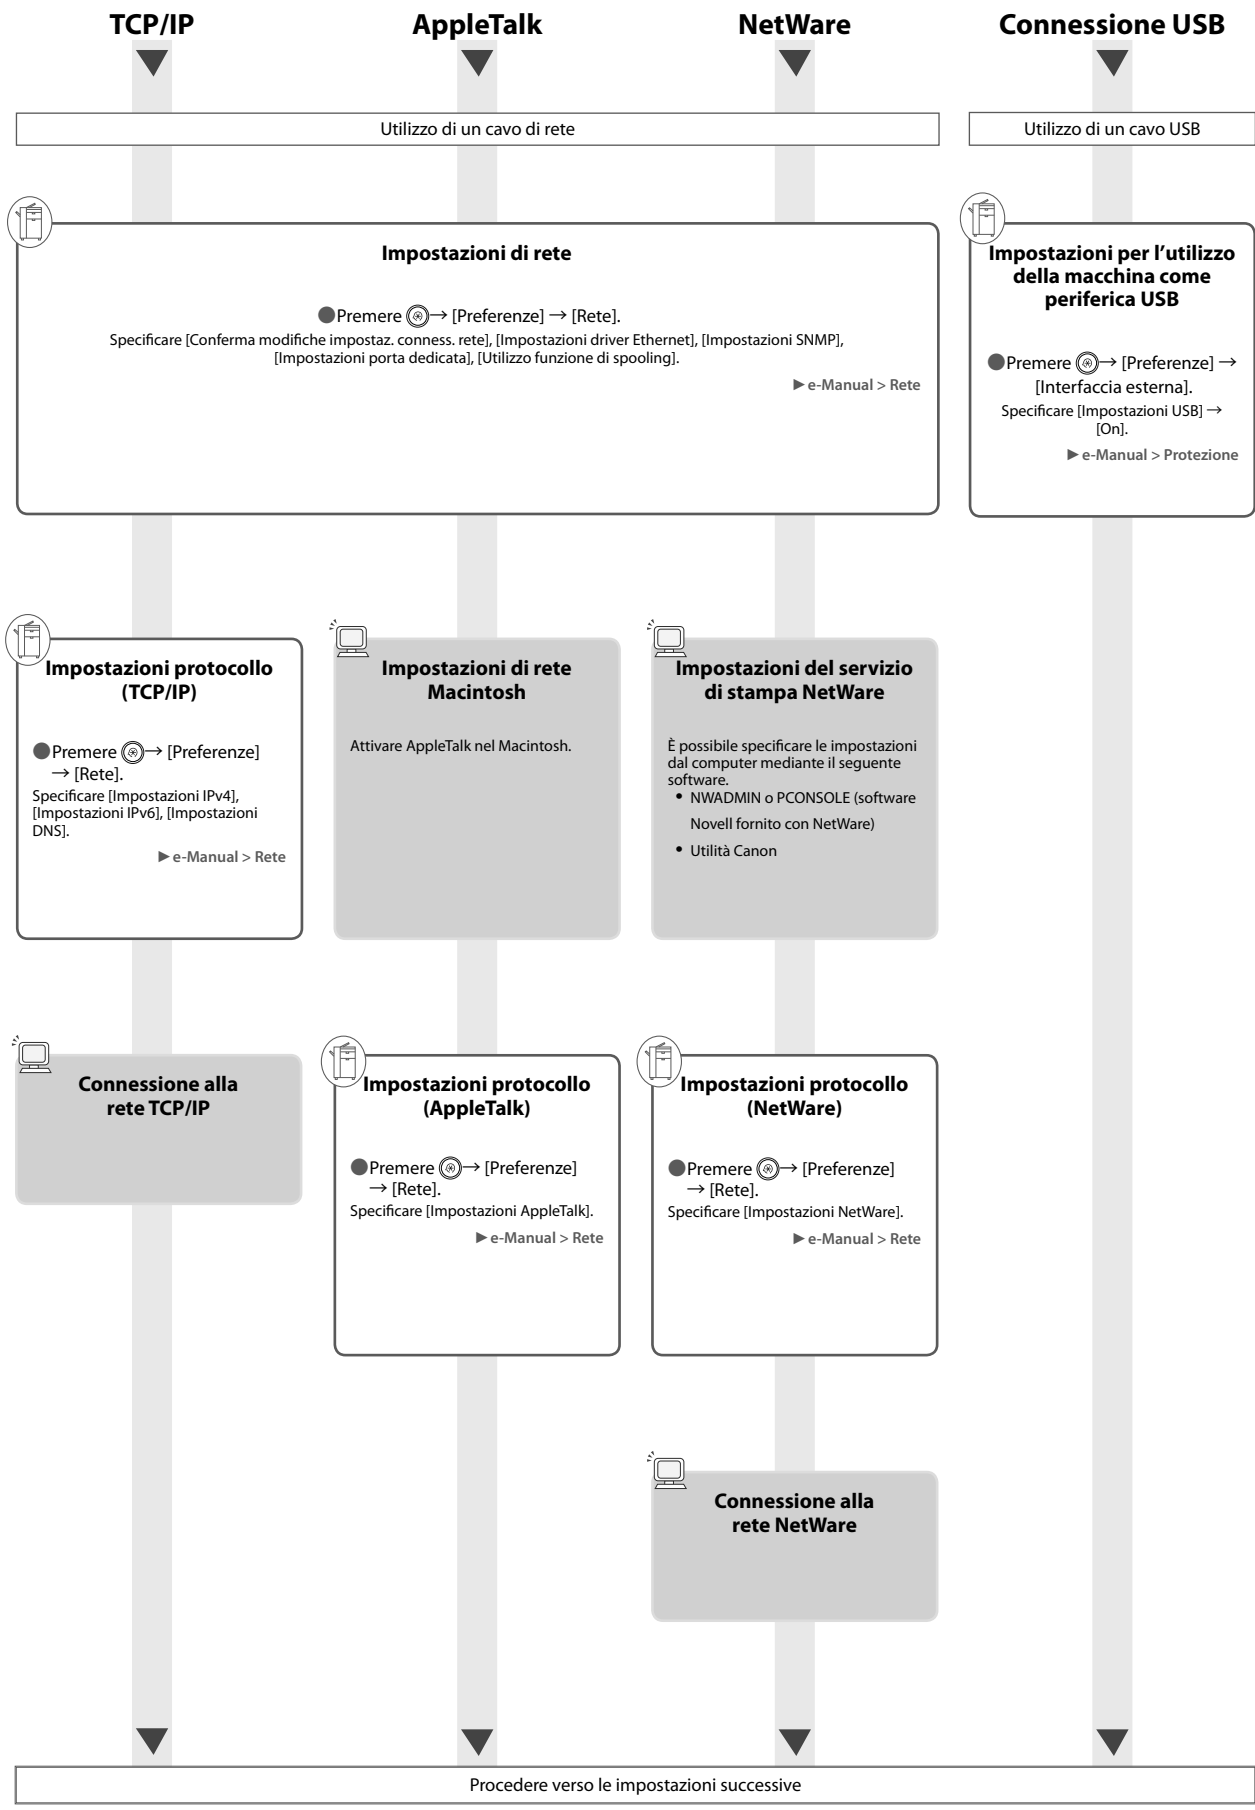 TCP/IP
AppleTalk
NetWare
Connessione USB
Utilizzo di un cavo di rete
Utilizzo di un cavo USB
Impostazioni di rete
●Premere → [Preferenze] → [Rete].
Specificare [Conferma modifiche impostaz. conness. rete], [Impostazioni driver Ethernet], [Impostazioni SNMP],
[Impostazioni porta dedicata], [Utilizzo funzione di spooling].
►e-Manual > Rete
Impostazioni per l’utilizzo
della macchina come
periferica USB
●Premere → [Preferenze] →
[Interfaccia esterna].
Specificare [Impostazioni USB] →
[On].
►e-Manual > Protezione
Impostazioni protocollo
(TCP/IP)
●Premere → [Preferenze]
→ [Rete].
Specificare [Impostazioni IPv4],
[Impostazioni IPv6], [Impostazioni
DNS].
►e-Manual > Rete
Impostazioni di rete
Macintosh
Attivare AppleTalk nel Macintosh.
Impostazioni del servizio
di stampa NetWare
È possibile specificare le impostazioni
dal computer mediante il seguente
software.
• NWADMIN o PCONSOLE (software
Novell fornito con NetWare)
• Utilità Canon
Connessione alla
rete TCP/IP
Impostazioni protocollo
(AppleTalk)
●Premere → [Preferenze]
→ [Rete].
Specificare [Impostazioni AppleTalk].
►e-Manual > Rete
Impostazioni protocollo
(NetWare)
●Premere → [Preferenze]
→ [Rete].
Specificare [Impostazioni NetWare].
►e-Manual > Rete
Connessione alla
rete NetWare
Procedere verso le impostazioni successive